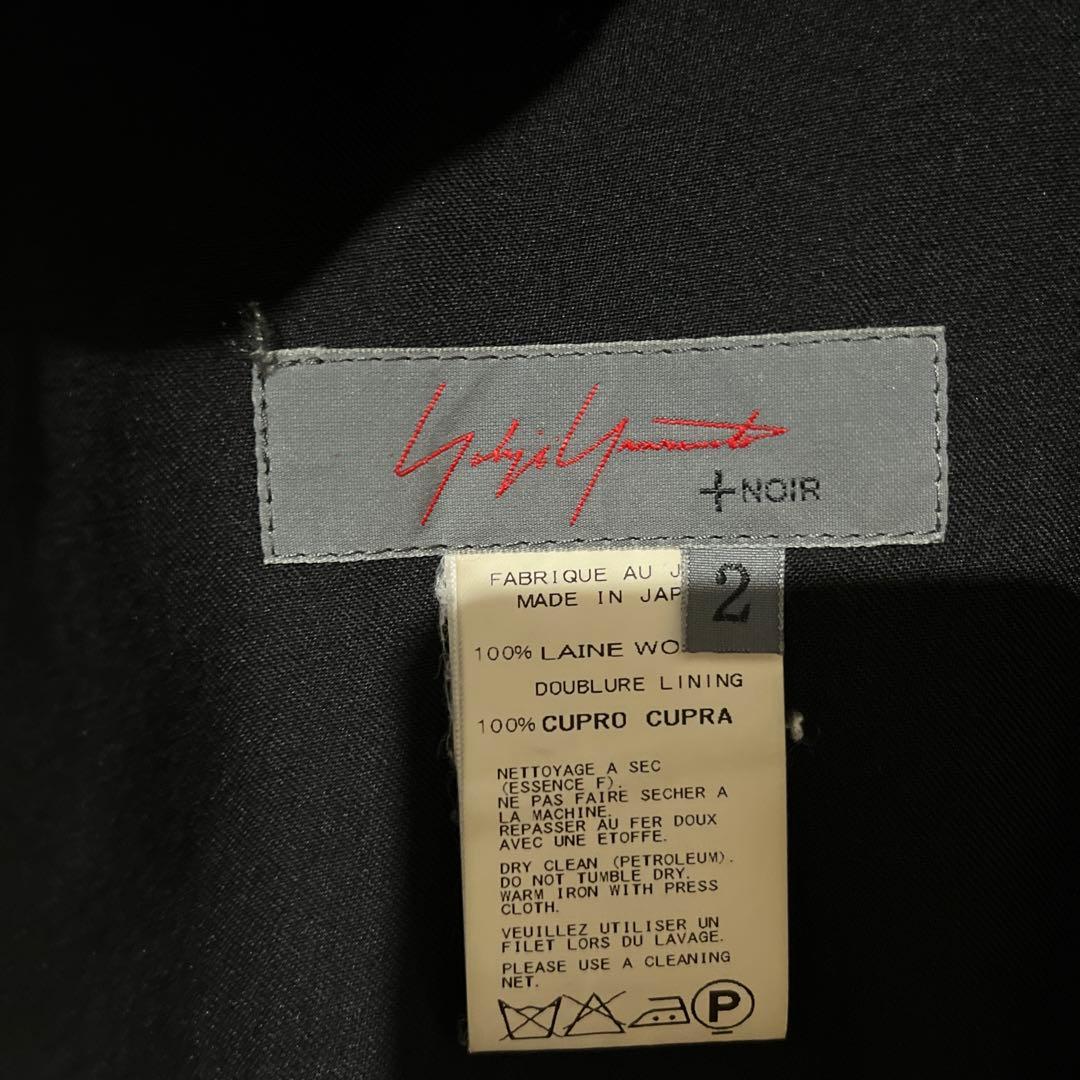 Yohji Yamamoto
+NOIR
2
FABRIQUE AU J
MADE IN JAP
100% LAINE WO
DOUBLURE LINING
100% CUPRO CUPRA
NETTOYAGE A SEC
(ESSENCE F).
NE PAS FAIRE SECHER A
LA MACHINE.
REPASSER AU FER DOUX
AVEC UNE ETOFFE.
DRY CLEAN (PETROLEUM).
DO NOT TUMBLE DRY.
WARM IRON WITH PRESS
CLOTH.
VEUILLEZ UTILISER UN
FILET LORS DU LAVAGE.
PLEASE USE A CLEANING
NET.
P